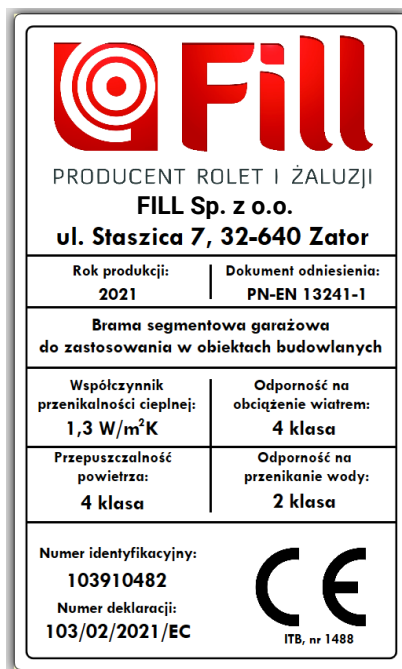 Fill
PRODUCENT ROLET I ŻALUZJI
FILL Sp. z o.o.
ul. Staszica 7, 32-640 Zator
Rok produkcji:
2021
Dokument odniesienia:
PN-EN 13241-1
Brama segmentowa garażowa
do zastosowania w obiektach budowlanych
Współczynnik
przenikalności cieplnej:
1,3 W/m²K
Odporność na
obciążenie wiatrem:
4 klasa
Przepuszczalność
powietrza:
4 klasa
Odporność na
przenikanie wody:
2 klasa
Numer identyfikacyjny:
103910482
Numer deklaracji:
103/02/2021/EC
CE
ITB, nr 1488